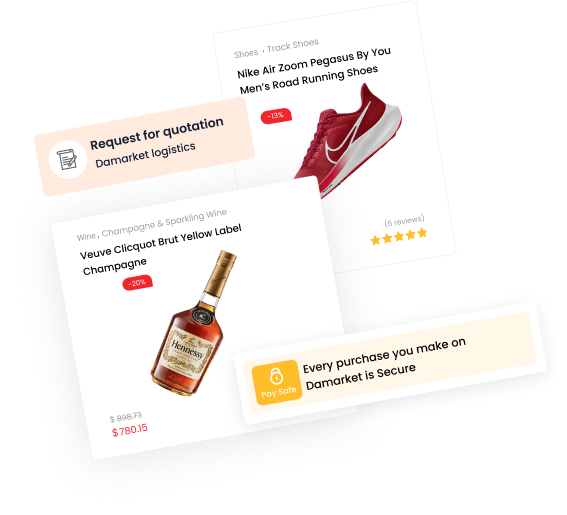 Shoes , Track Shoes
Nike Air Zoom Pegasus By You
Men's Road Running Shoes
-13%
(5 reviews)
Request for quotation
Damarket logistics
Wine, Champagne & Sparkling Wine
Veuve Clicquot Brut Yellow Label
Champagne
-20%
Hennessy
$ 898.73
$780.15
Pay Safe
Every purchase you make on
Damarket is Secure